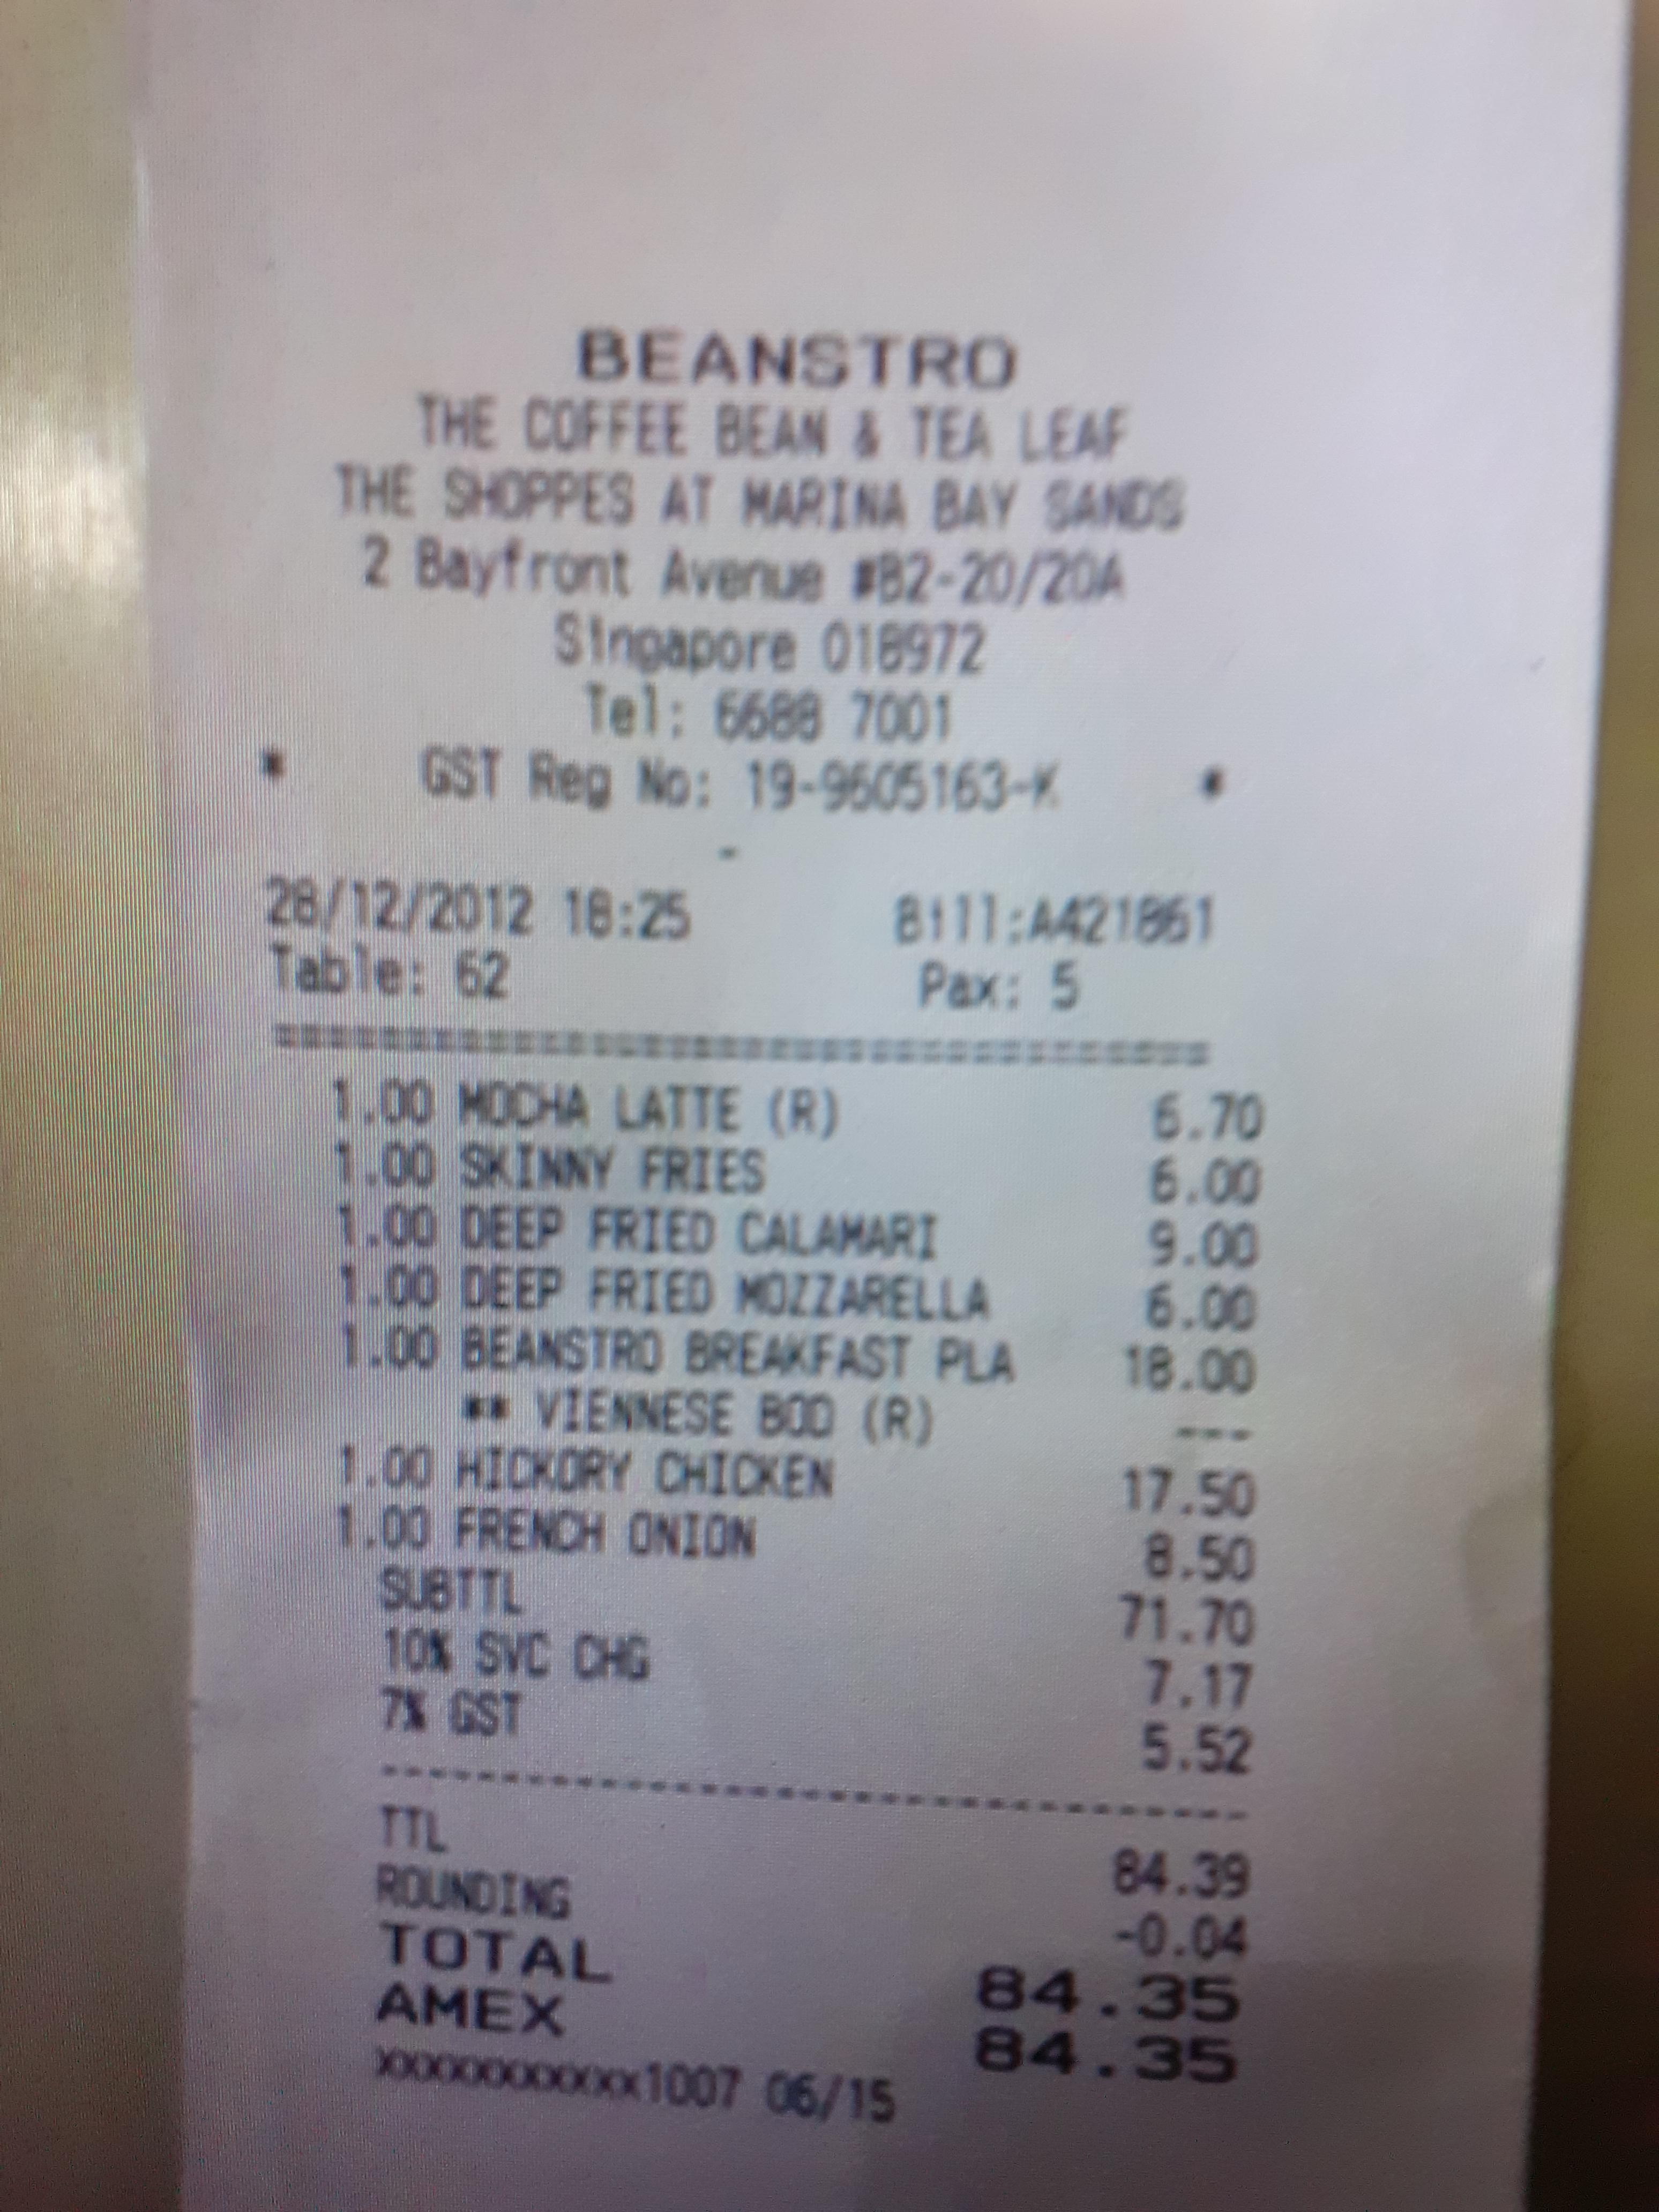 BEANSTRO
THE COFFEE BEAN & TEA LEAF
THE SHOPPES AT MARINA BAY SANDS
2 Bayfront Avenue #B2-20/20A
Singapore 018972
Tel: 6688 7001
* GST Reg No: 19-9605163-K *
-
28/12/2012 18:25 Bill:A421861
Table: 62 Pax: 5
===================================
1.00 MOCHA LATTE (R) 6.70
1.00 SKINNY FRIES 6.00
1.00 DEEP FRIED CALAMARI 9.00
1.00 DEEP FRIED MOZZARELLA 6.00
1.00 BEANSTRO BREAKFAST PLA 18.00
** VIENNESE BOD (R) ---
1.00 HICKORY CHICKEN 17.50
1.00 FRENCH ONION 8.50
SUBTTL 71.70
10% SVC CHG 7.17
7% GST 5.52
---------------------------------
TTL 84.39
ROUNDING -0.04
TOTAL 84.35
AMEX 84.35
xxxxxxxxxxx1007 06/15